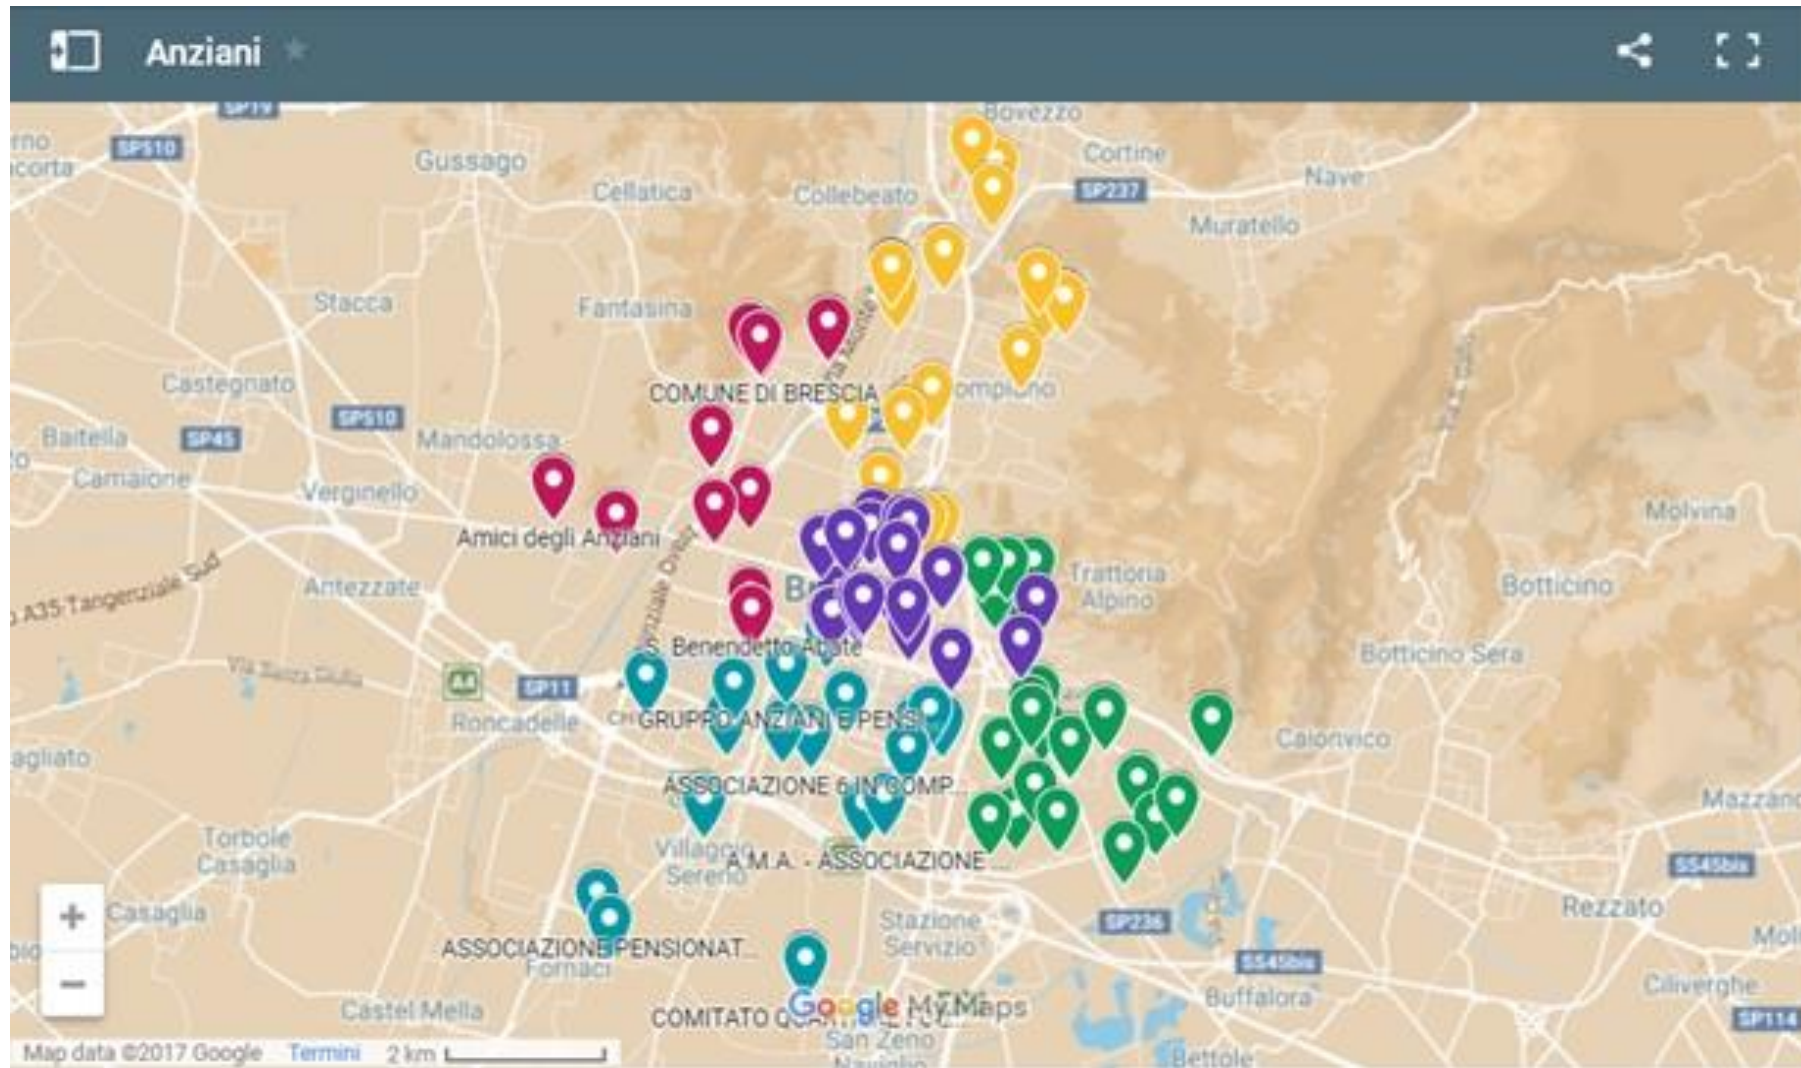 Anziani
SP19
Bovezzo
SP510
Gussago
Cortine
Cellatica
Collebeato
SP237
Nave
Muratello
Stacca
Fantasina
Castegnato
COMUNE DI BRESCIA
SP510
Baitella
SP45
Mandolossa
Camaione
Verginello
Amici degli Anziani
Molvina
A35 Tangenziale Sud
Antezzate
Trattoria
Alpino
Botticino
S. Benendetto Abate
Botticino Sera
A4
SP11
Roncadelle
GRUPPO ANZIANI E PENS...
Caionvico
ASSOCIAZIONE 6 IN COMP...
Torbole
Casaglia
Villaggio
Sereno
A.M.A. - ASSOCIAZIONE ...
SS45bis
Casaglia
Stazione
Servizio
SP236
Rezzato
ASSOCIAZIONE PENSIONAT...
Fornaci
SS45bis
Castel Mella
Google My Maps
Buffalora
Ciliverghe
COMITATO
SP114
San Zeno
Naviglio
Bettole
Map data ©2017 Google Termini 2 km